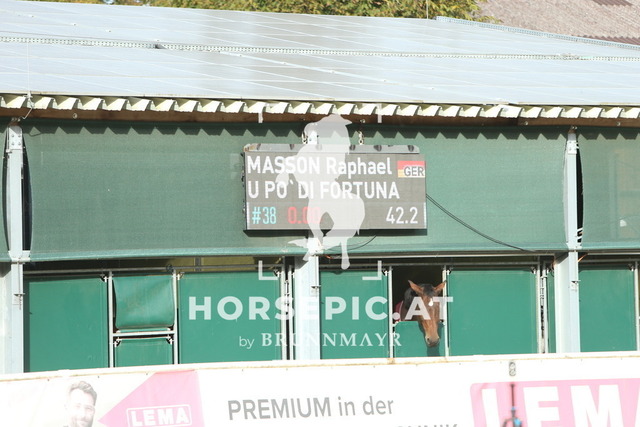 MASSON Raphael GER
U PO' DI FORTUNA
#38 0.00 42.2
HORSEPIC.AT
by BRUNNMAYR
LEMA
PREMIUM in der
LEM